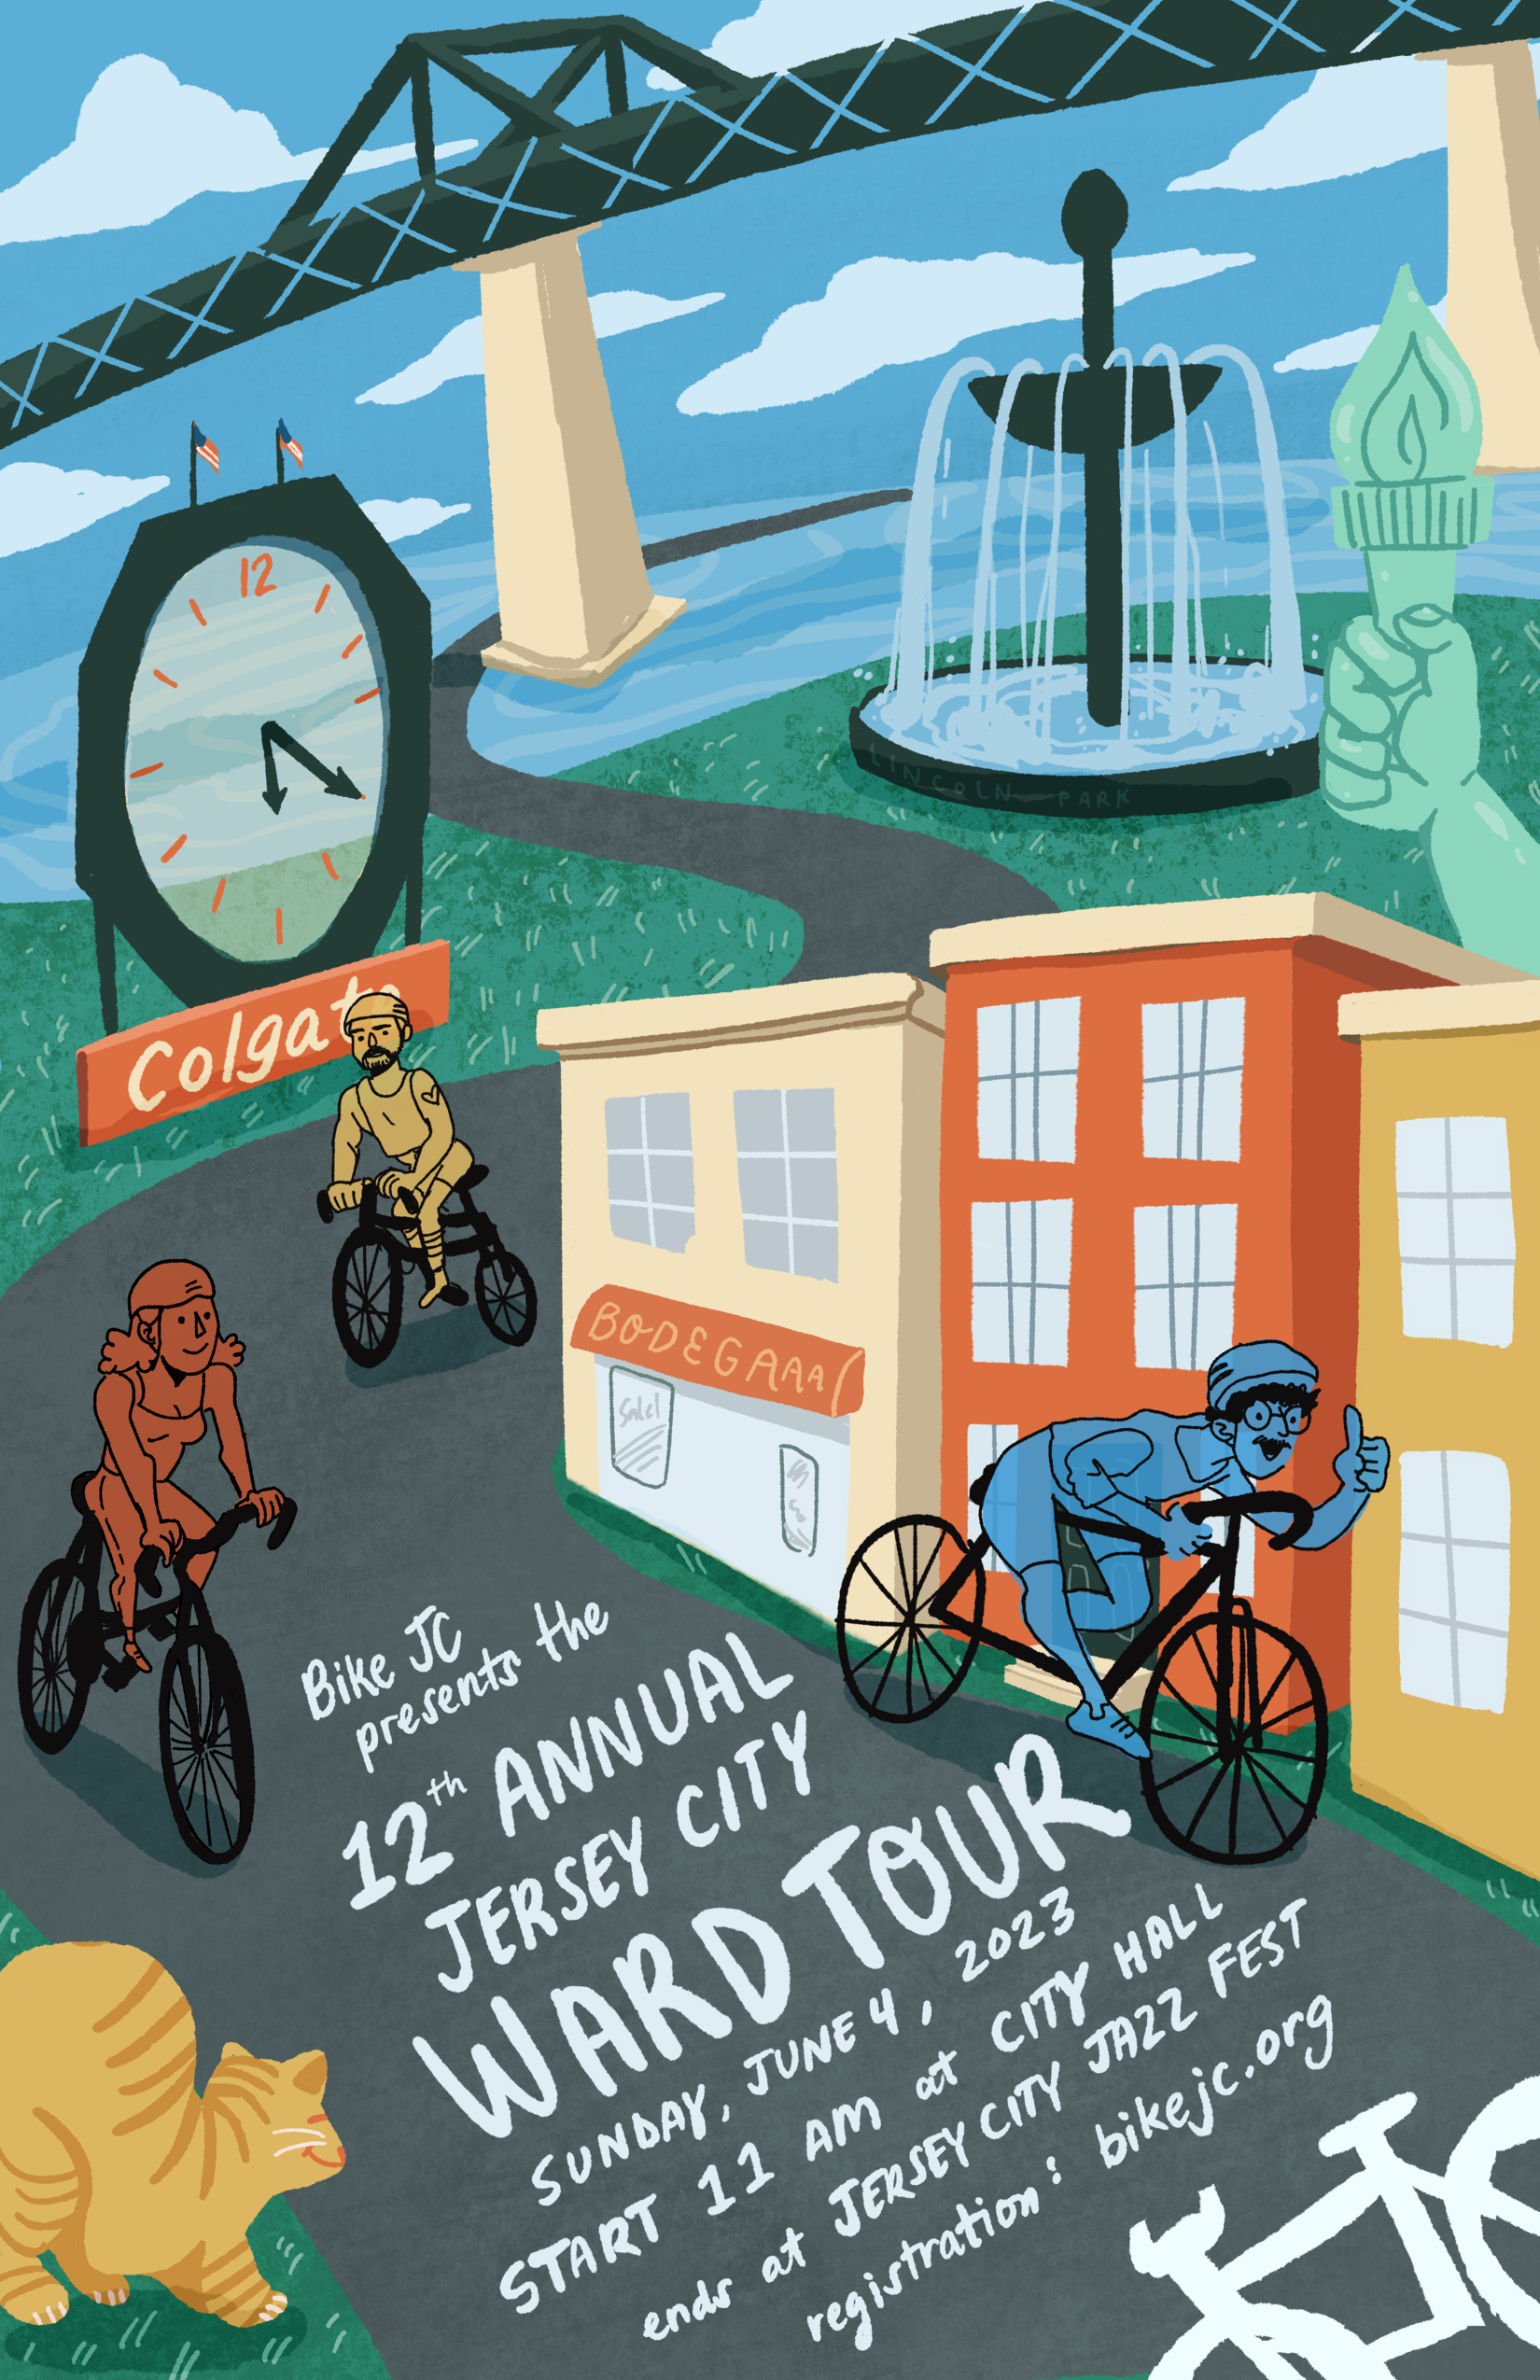 12
LINCOLN PARK
Colgate
BODEGAAA
Sale!
Bike JC
presents the
12th ANNUAL
JERSEY CITY
WARD TOUR
SUNDAY, JUNE 4, 2023
START 11 AM at CITY HALL
ends at JERSEY CITY JAZZ FEST
registration: bikejc.org